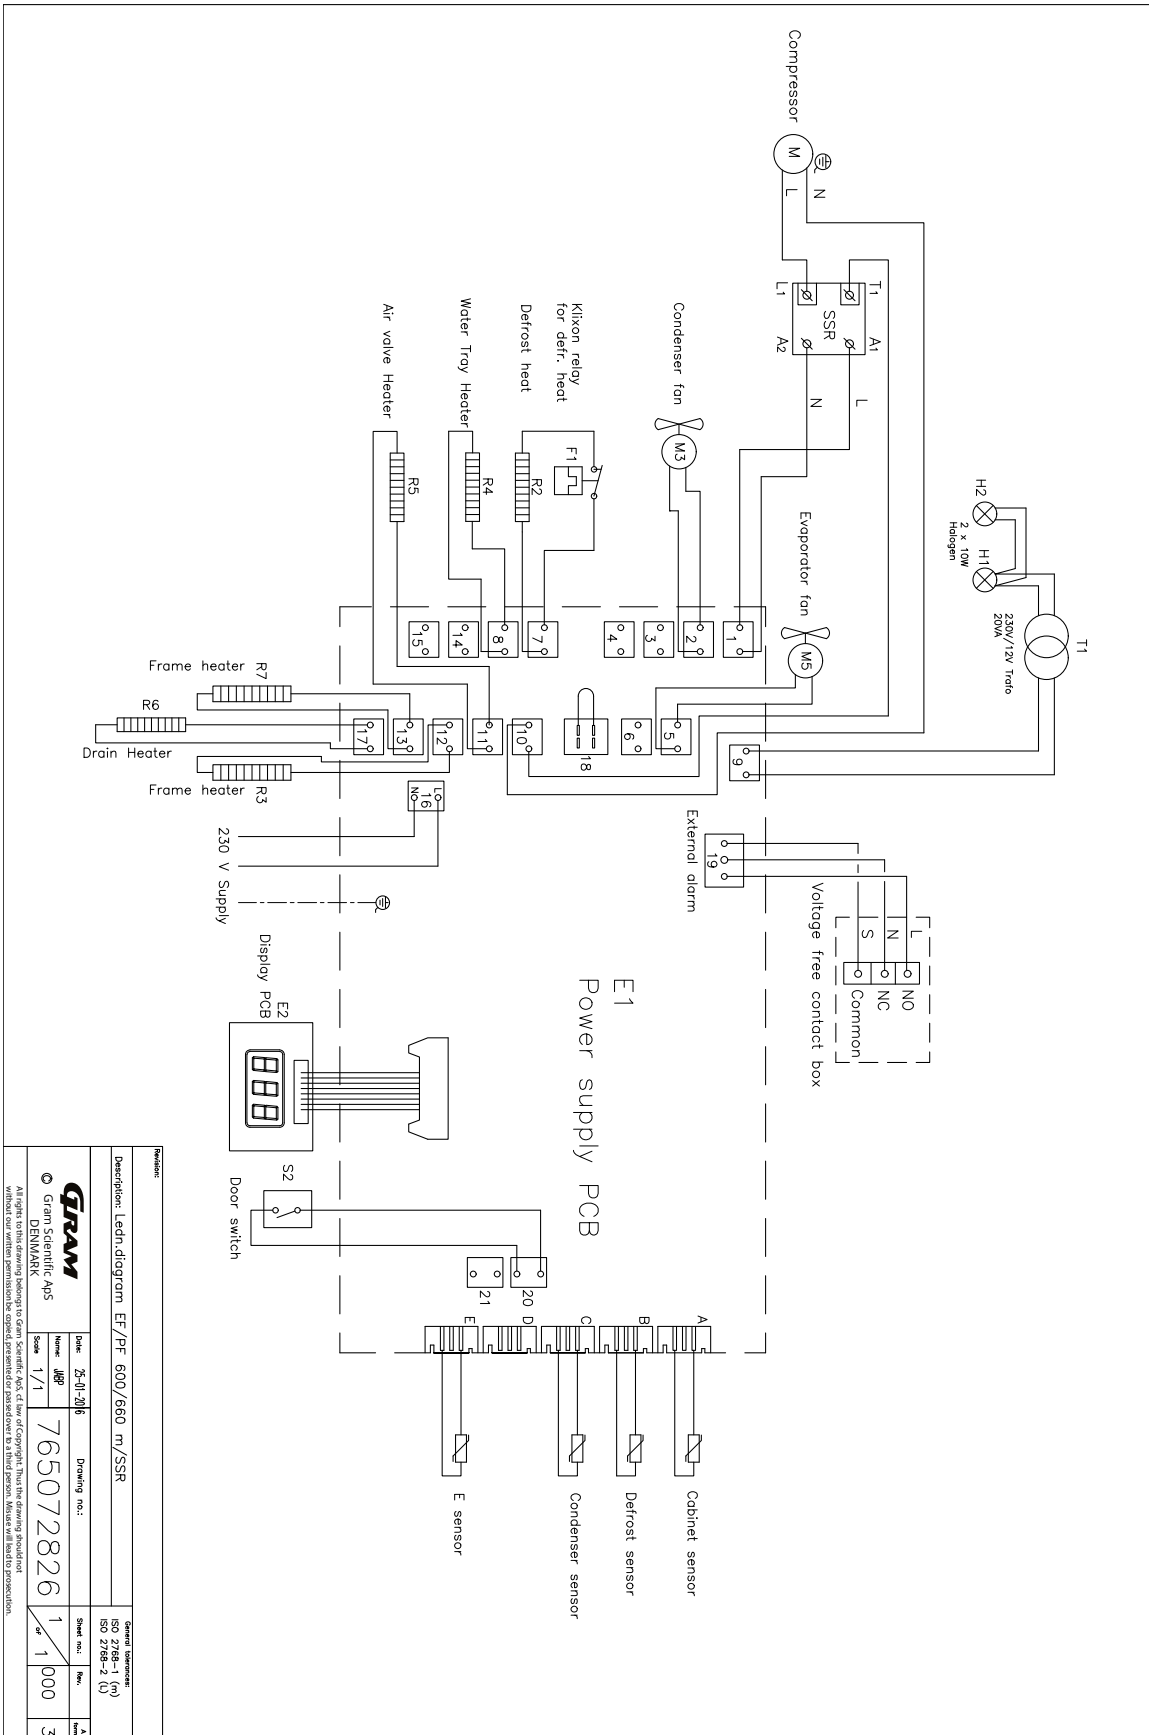 Compressor
M
N
L
T1
A1
L1
A2
SSR
L
N
H2
H1
2 x 10W
Halogen
T1
230V/12V Trafo
20VA
Condenser fan
M3
Evaporator fan
M5
Klixon relay
for defr. heat
F1
Defrost heat
R2
Water Tray Heater
R4
Air valve Heater
R5
1
2
3
4
7
8
14
15
5
6
18
10
11
12
13
17
9
16
L
N
19
External alarm
Frame heater
R7
R6
Drain Heater
Frame heater
R3
230 V Supply
L
N
S
NO
NC
Common
Voltage free contact box
E1
Power supply PCB
E2
Display PCB
S2
Door switch
20
21
A
B
C
D
E
Cabinet sensor
Defrost sensor
Condenser sensor
E sensor
Revision:
Description: Ledn.diagram EF/PF 600/660 m/SSR
General tolerances:
ISO 2768-1 (m)
ISO 2768-2 (L)
GRAM
© Gram Scientific ApS
DENMARK
Date: 25-01-2016
Name: JABP
Scale 1/1
Drawing no.:
765072826
Sheet no.:
1 OF 1
Rev.
000
A
form
3
All rights to this drawing belongs to Gram Scientific ApS, cf. law of Copyright. Thus the drawing should not
without our written permission be copied, presented or passed over to a third person. Misuse will lead to prosecution.